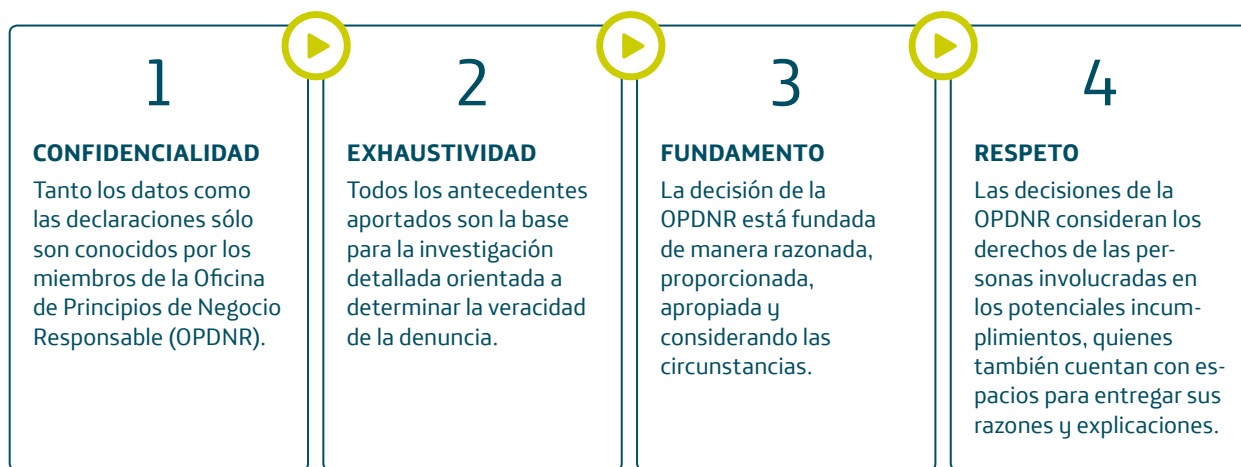 1
CONFIDENCIALIDAD
Tanto los datos como
las declaraciones sólo
son conocidos por los
miembros de la Oficina
de Principios de Negocio
Responsable (OPDNR).
2
EXHAUSTIVIDAD
Todos los antecedentes
aportados son la base
para la investigación
detallada orientada a
determinar la veracidad
de la denuncia.
3
FUNDAMENTO
La decisión de la
OPDNR está fundada
de manera razonada,
proporcionada,
apropiada y
considerando las
circunstancias.
4
RESPETO
Las decisiones de la
OPDNR consideran los
derechos de las per-
sonas involucradas en
los potenciales incum-
plimientos, quienes
también cuentan con es-
pacios para entregar sus
razones y explicaciones.